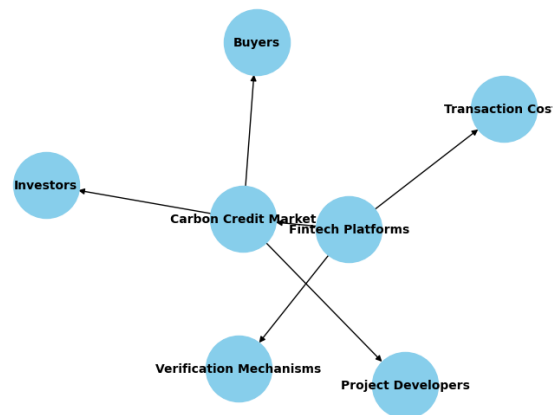 Buyers
Transaction Cos
Investors
Carbon Credit Market
Fintech Platforms
Verification Mechanisms
Project Developers